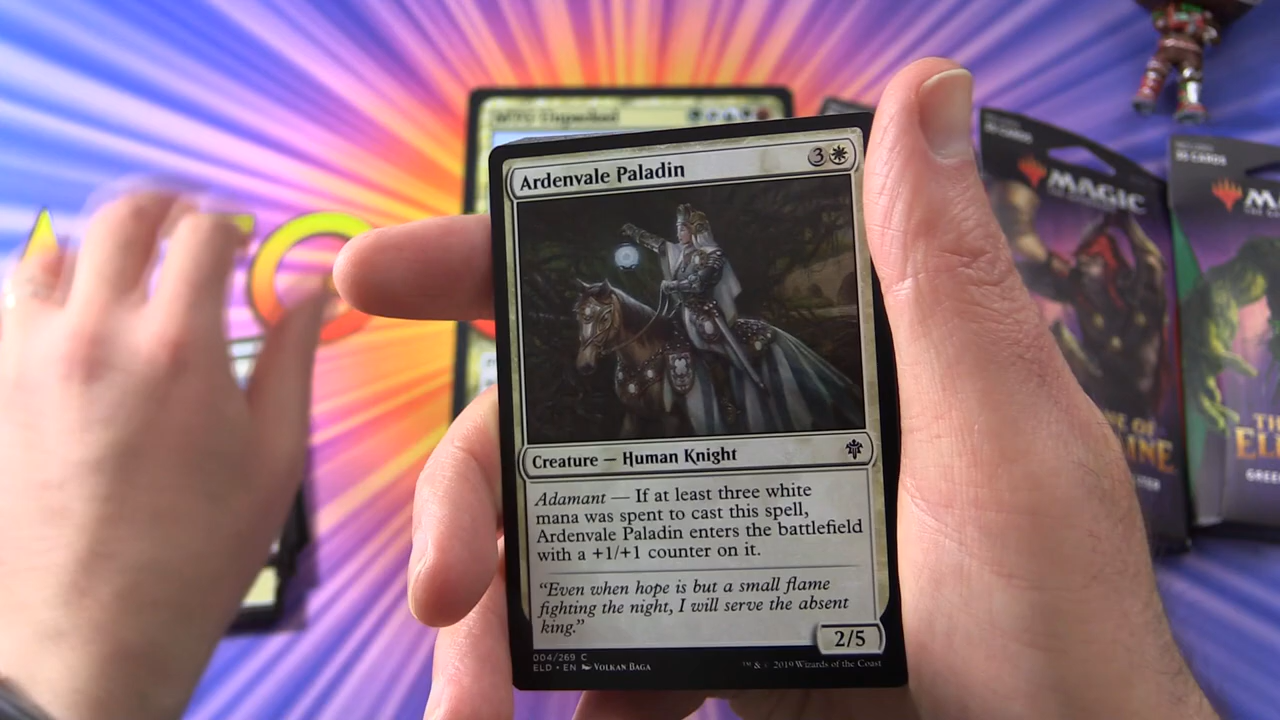 Ardenvale Paladin
3
Creature — Human Knight
Adamant — If at least three white
mana was spent to cast this spell,
Ardenvale Paladin enters the battlefield
with a +1/+1 counter on it.
“Even when hope is but a small flame
fighting the night, I will serve the absent
king.”
2/5
004/269 C
ELD • EN VOLKAN BAGA
™ & © 2019 Wizards of the Coast
MAGIC